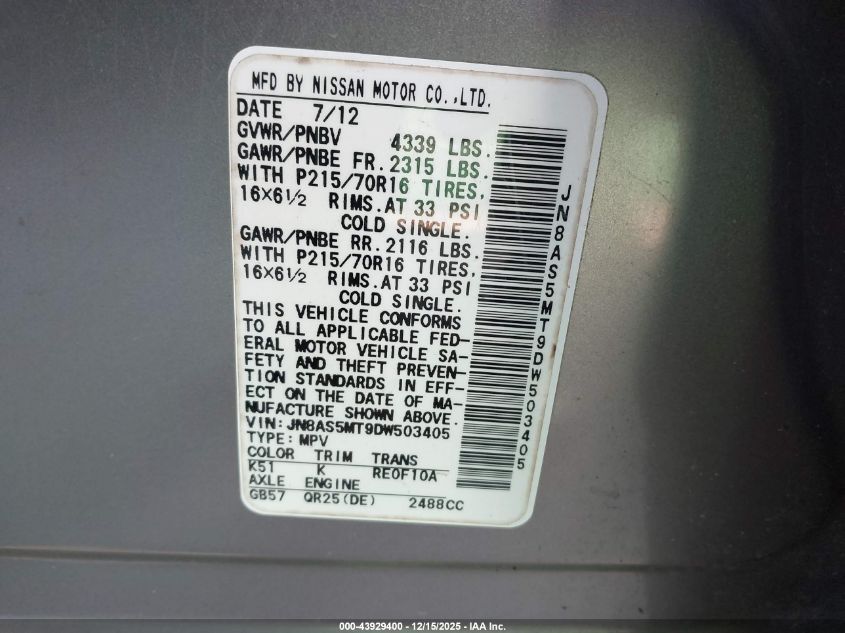 MFD BY NISSAN MOTOR CO.,LTD.
DATE 7/12
GVWR/PNBV 4339 LBS.
GAWR/PNBE FR. 2315 LBS.
WITH P215/70R16 TIRES,
16X6½ RIMS.AT 33 PSI
COLD SINGLE.
GAWR/PNBE RR. 2116 LBS.
WITH P215/70R16 TIRES,
16X6½ RIMS.AT 33 PSI
COLD SINGLE.
THIS VEHICLE CONFORMS
TO ALL APPLICABLE FED-
ERAL MOTOR VEHICLE SA-
FETY AND THEFT PREVEN-
TION STANDARDS IN EFF-
ECT ON THE DATE OF MA-
NUFACTURE SHOWN ABOVE.
VIN: JN8AS5MT9DW503405
TYPE: MPV
COLOR TRIM TRANS
K51 K RE0F10A
AXLE ENGINE
GB57 QR25(DE) 2488CC
JN8AS5MT9DW503405
000-43929400 - 12/15/2025 - IAA Inc.